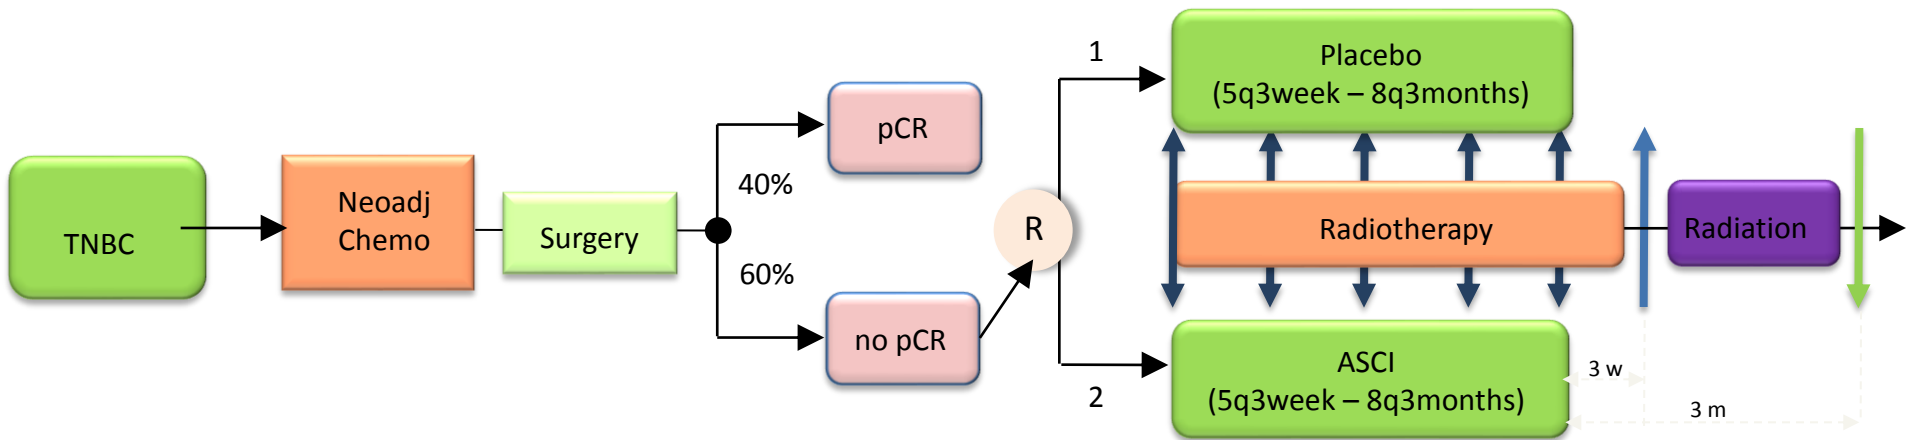 TNBC
Neoadj
Chemo
Surgery
40%
60%
pCR
no pCR
R
1
2
Placebo
(5q3week – 8q3months)
Radiotherapy
Radiation
ASCI
(5q3week – 8q3months)
3 w
3 m